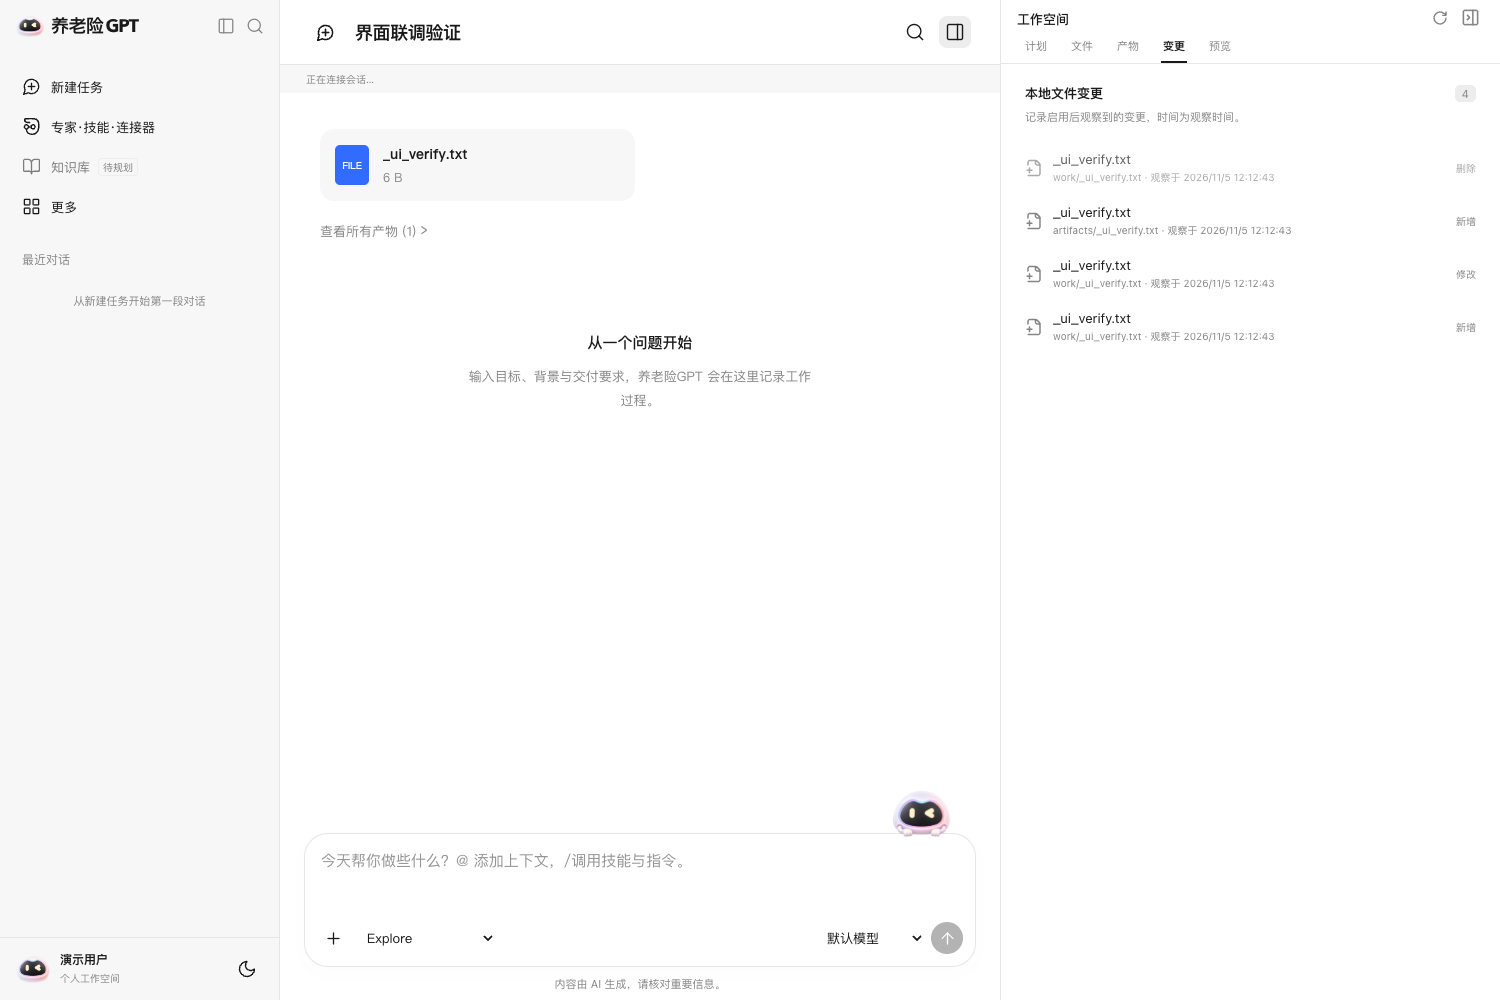 养老险GPT
新建任务
专家·技能·连接器
知识库 待规划
更多
最近对话
从新建任务开始第一段对话
演示用户
个人工作空间
界面联调验证
正在连接会话...
FILE
_ui_verify.txt
6 B
查看所有产物 (1) >
从一个问题开始
输入目标、背景与交付要求，养老险GPT 会在这里记录工作
过程。
今天帮你做些什么？@ 添加上下文，/调用技能与指令。
Explore
默认模型
内容由 AI 生成，请核对重要信息。
工作空间
计划 文件 产物 变更 预览
本地文件变更 4
记录启用后观察到的变更，时间为观察时间。
_ui_verify.txt
work/_ui_verify.txt · 观察于 2026/11/5 12:12:43
删除
_ui_verify.txt
artifacts/_ui_verify.txt · 观察于 2026/11/5 12:12:43
新增
_ui_verify.txt
work/_ui_verify.txt · 观察于 2026/11/5 12:12:43
修改
_ui_verify.txt
work/_ui_verify.txt · 观察于 2026/11/5 12:12:43
新增